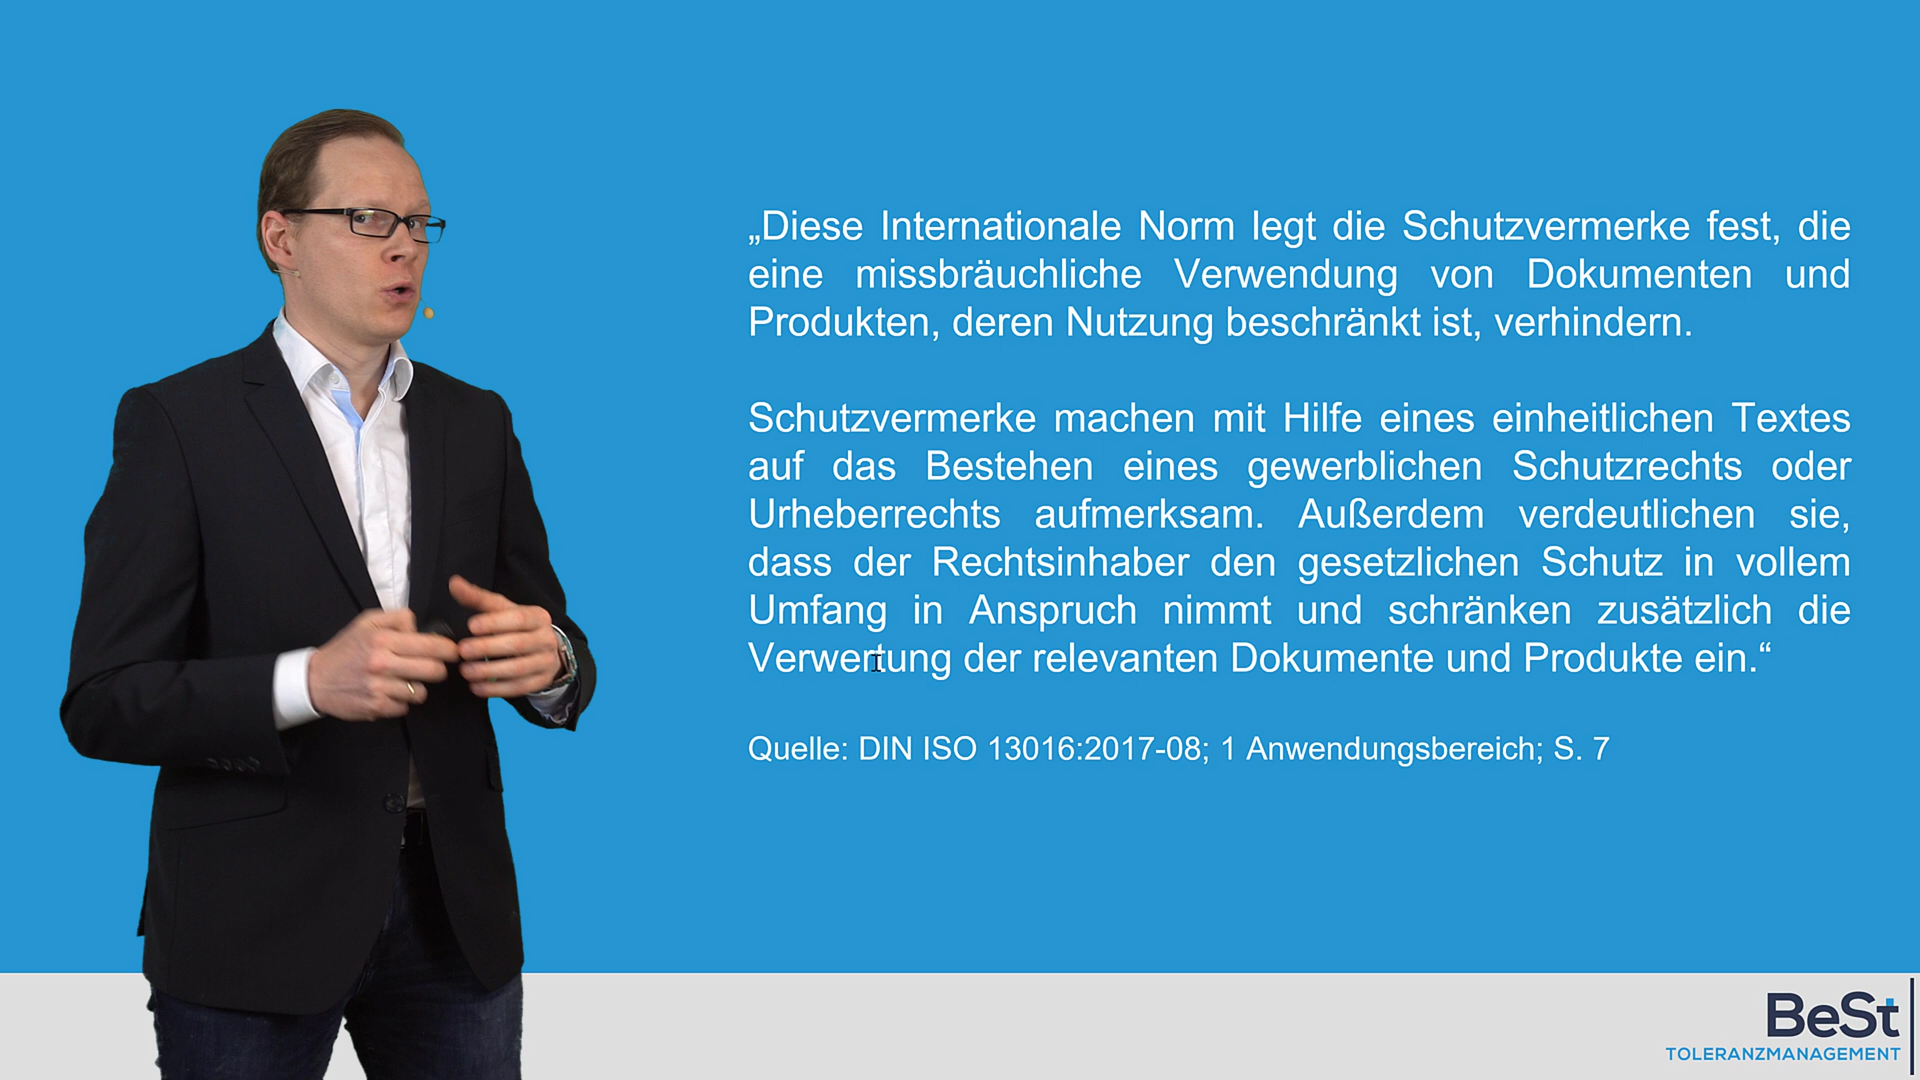 „Diese Internationale Norm legt die Schutzvermerke fest, die
eine missbräuchliche Verwendung von Dokumenten und
Produkten, deren Nutzung beschränkt ist, verhindern.
Schutzvermerke machen mit Hilfe eines einheitlichen Textes
auf das Bestehen eines gewerblichen Schutzrechts oder
Urheberrechts aufmerksam. Außerdem verdeutlichen sie,
dass der Rechtsinhaber den gesetzlichen Schutz in vollem
Umfang in Anspruch nimmt und schränken zusätzlich die
Verwertung der relevanten Dokumente und Produkte ein.“
Quelle: DIN ISO 13016:2017-08; 1 Anwendungsbereich; S. 7
BeSt
TOLERANZMANAGEMENT